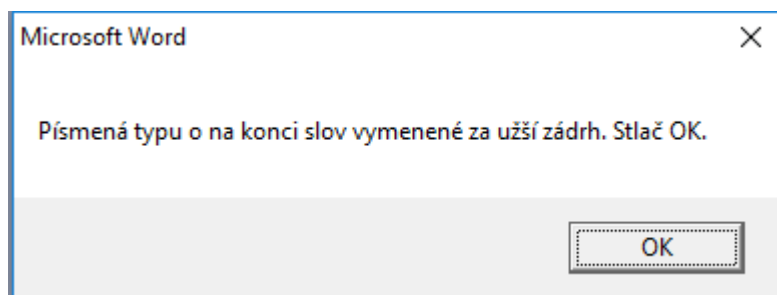 Microsoft Word
Písmená typu o na konci slov vymenené za užší zádrh. Stlač OK.
OK